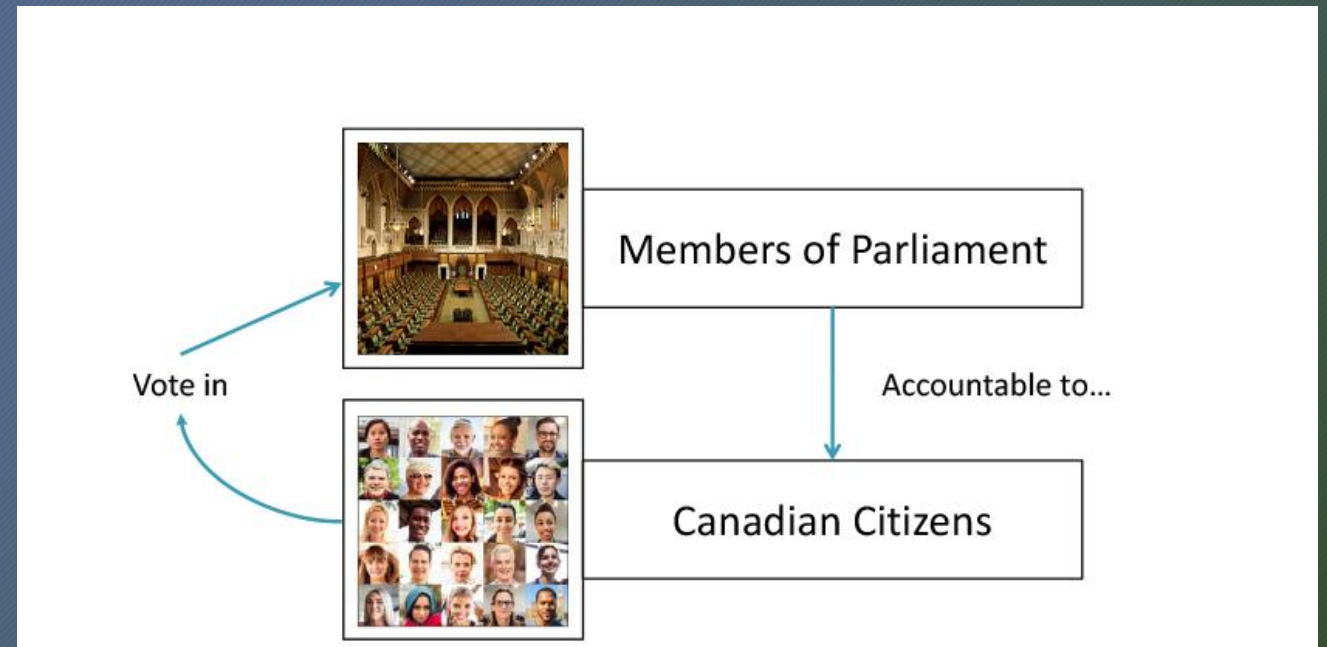 Members of Parliament
Vote in
Accountable to...
Canadian Citizens